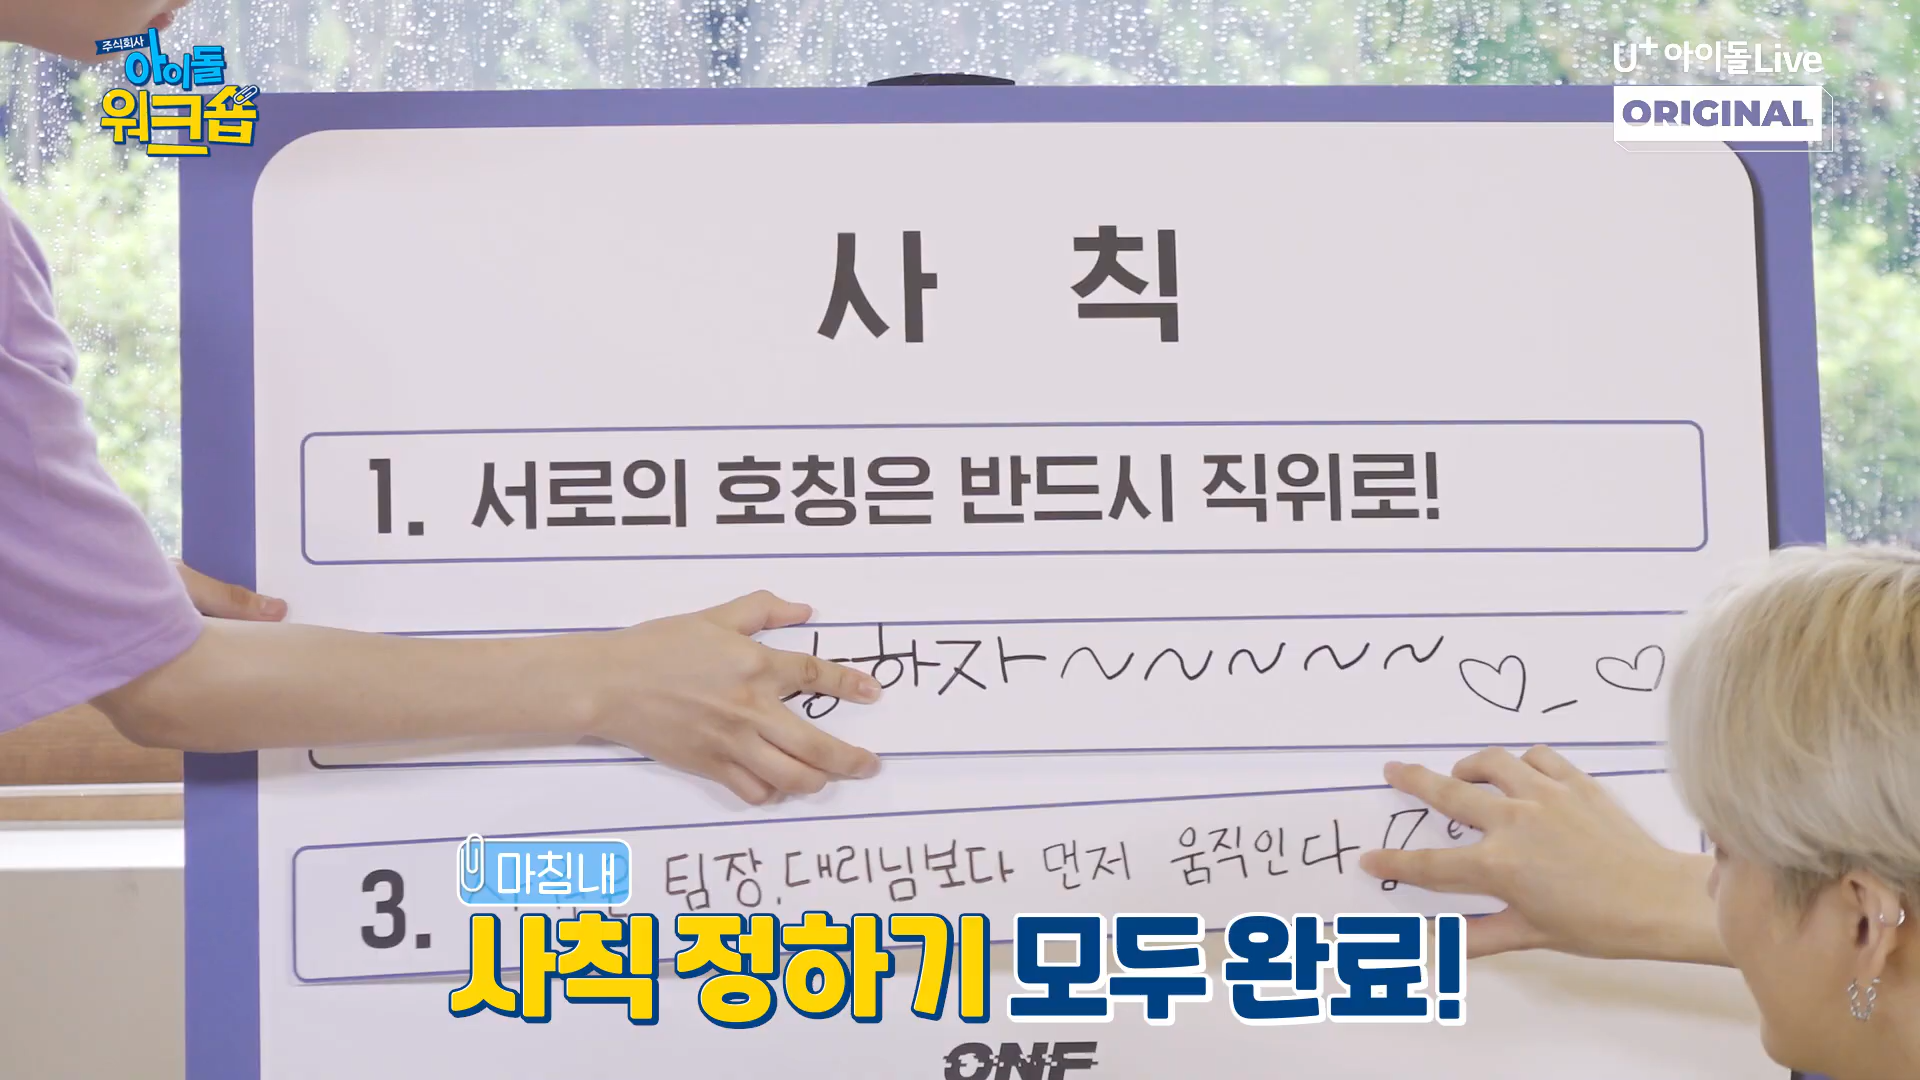 주식회사
아이돌
워크숍
U+아이돌Live
ORIGINAL
사 칙
1. 서로의 호칭은 반드시 직위로!
하자~~~~~♡_♡
3. 팀장, 대리님보다 먼저 움직인다!
마침내
사칙 정하기 모두 완료!
ONF